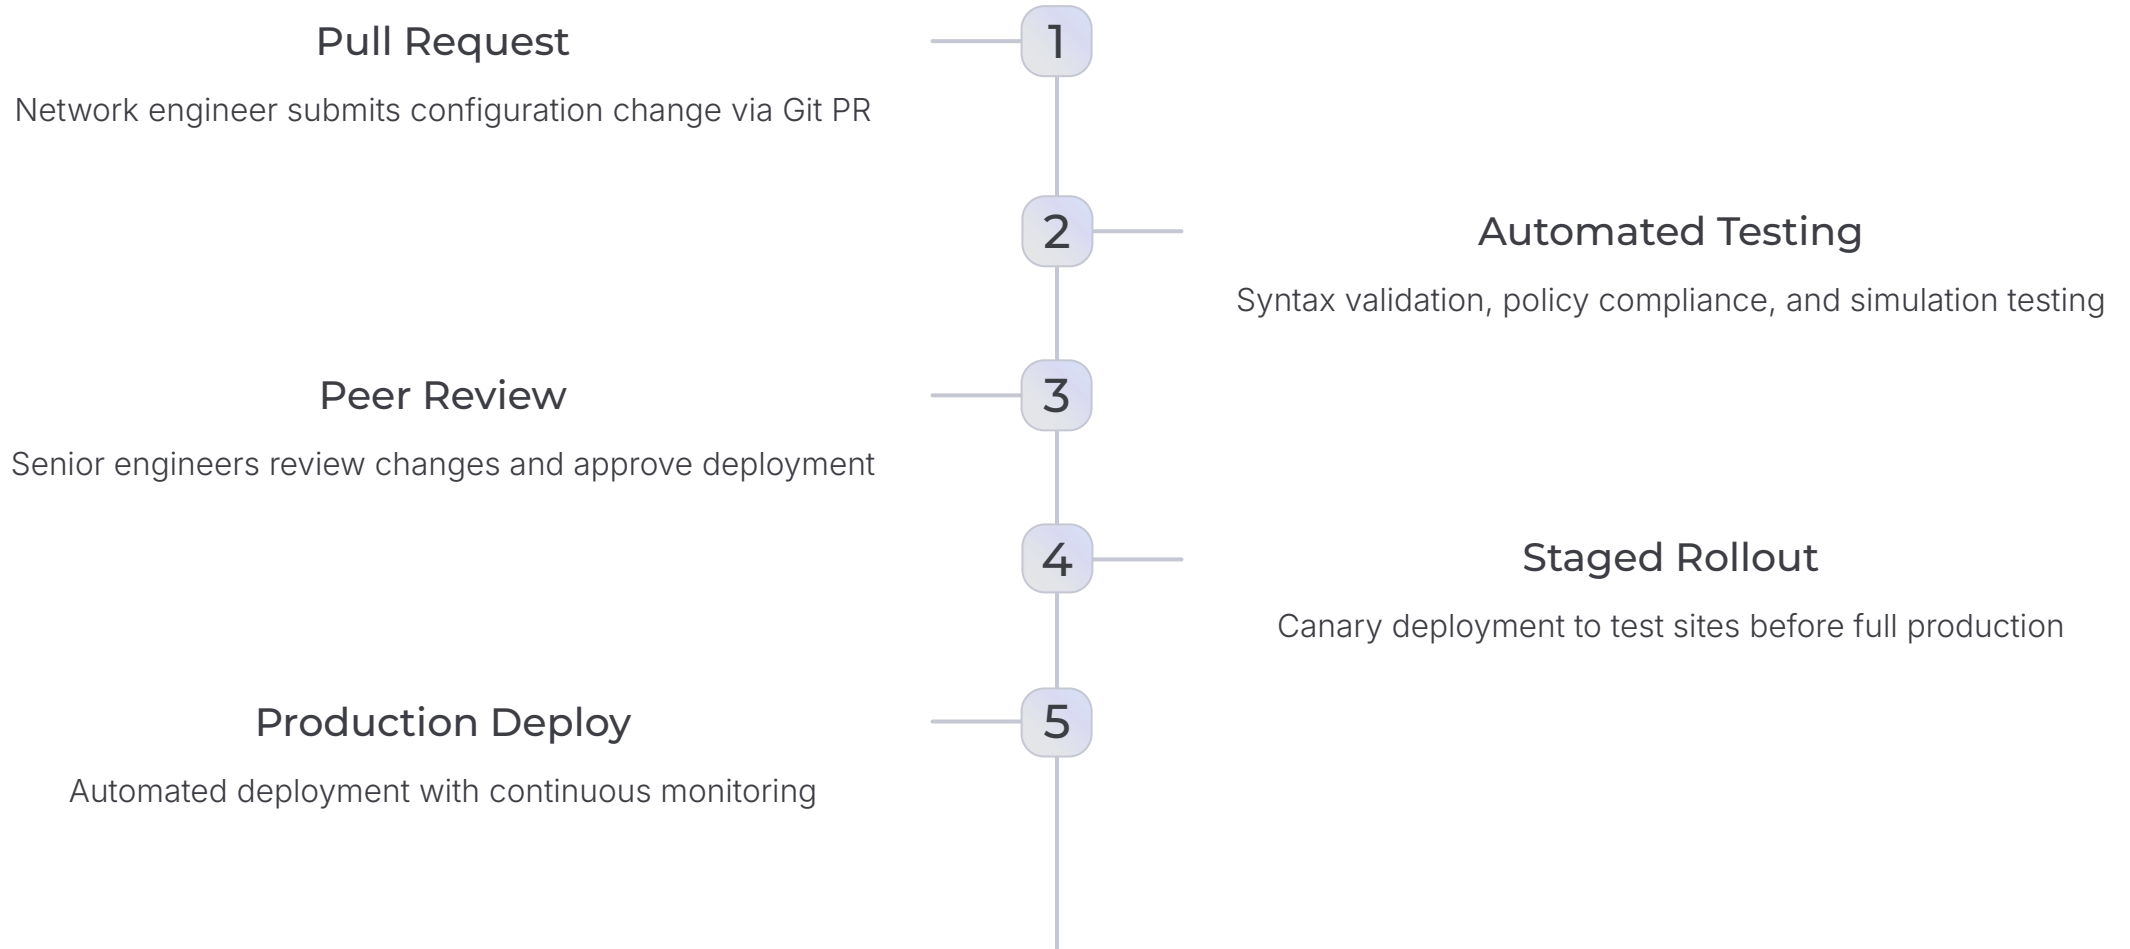 Pull Request
1
Network engineer submits configuration change via Git PR
2
Automated Testing
Syntax validation, policy compliance, and simulation testing
Peer Review
3
Senior engineers review changes and approve deployment
4
Staged Rollout
Canary deployment to test sites before full production
Production Deploy
5
Automated deployment with continuous monitoring